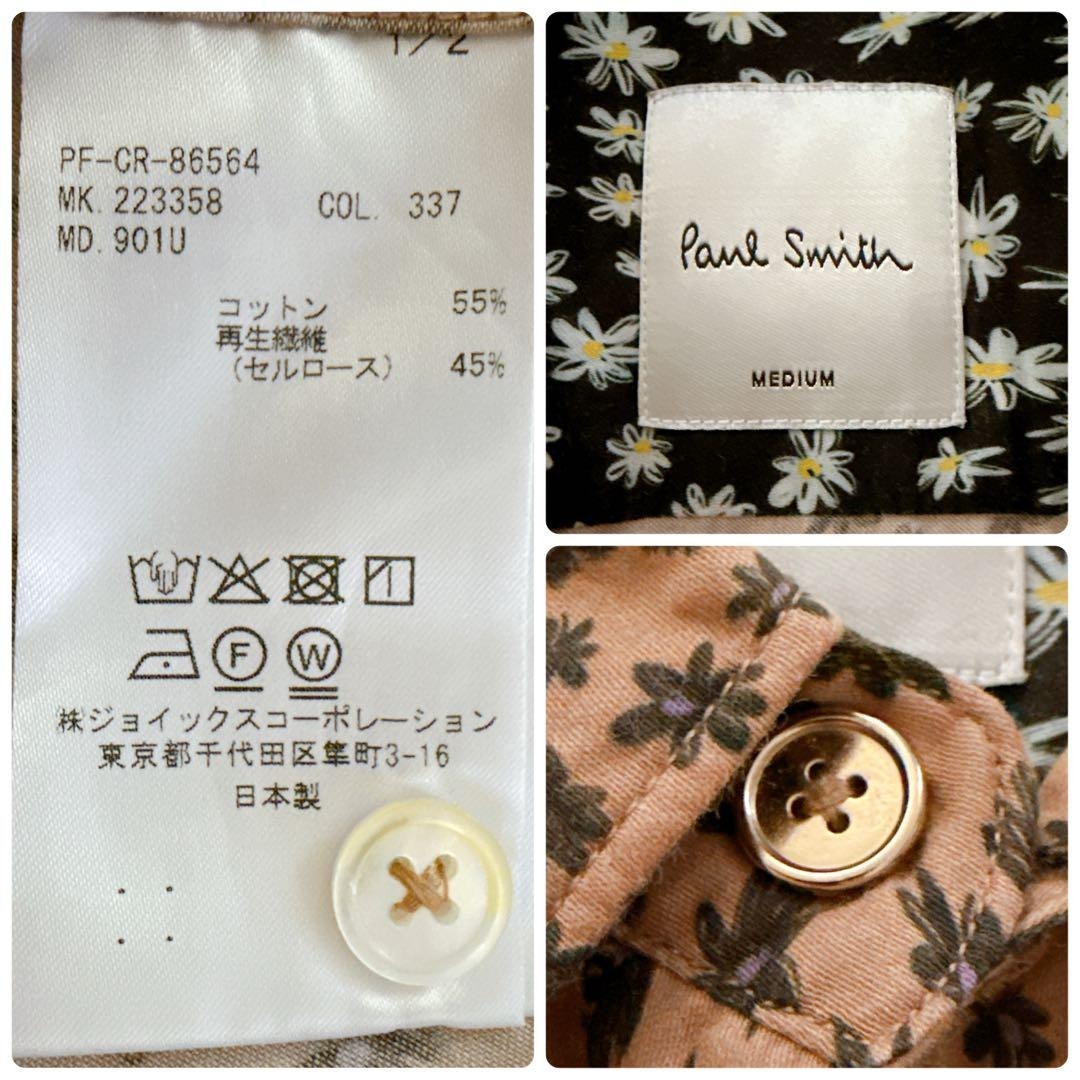 1/2
PF-CR-86564
MK. 223358 COL. 337
MD. 901U
コットン 55%
再生繊維
（セルロース） 45%
F W
㈱ジョイックスコーポレーション
東京都千代田区隼町3-16
日本製
Paul Smith
MEDIUM